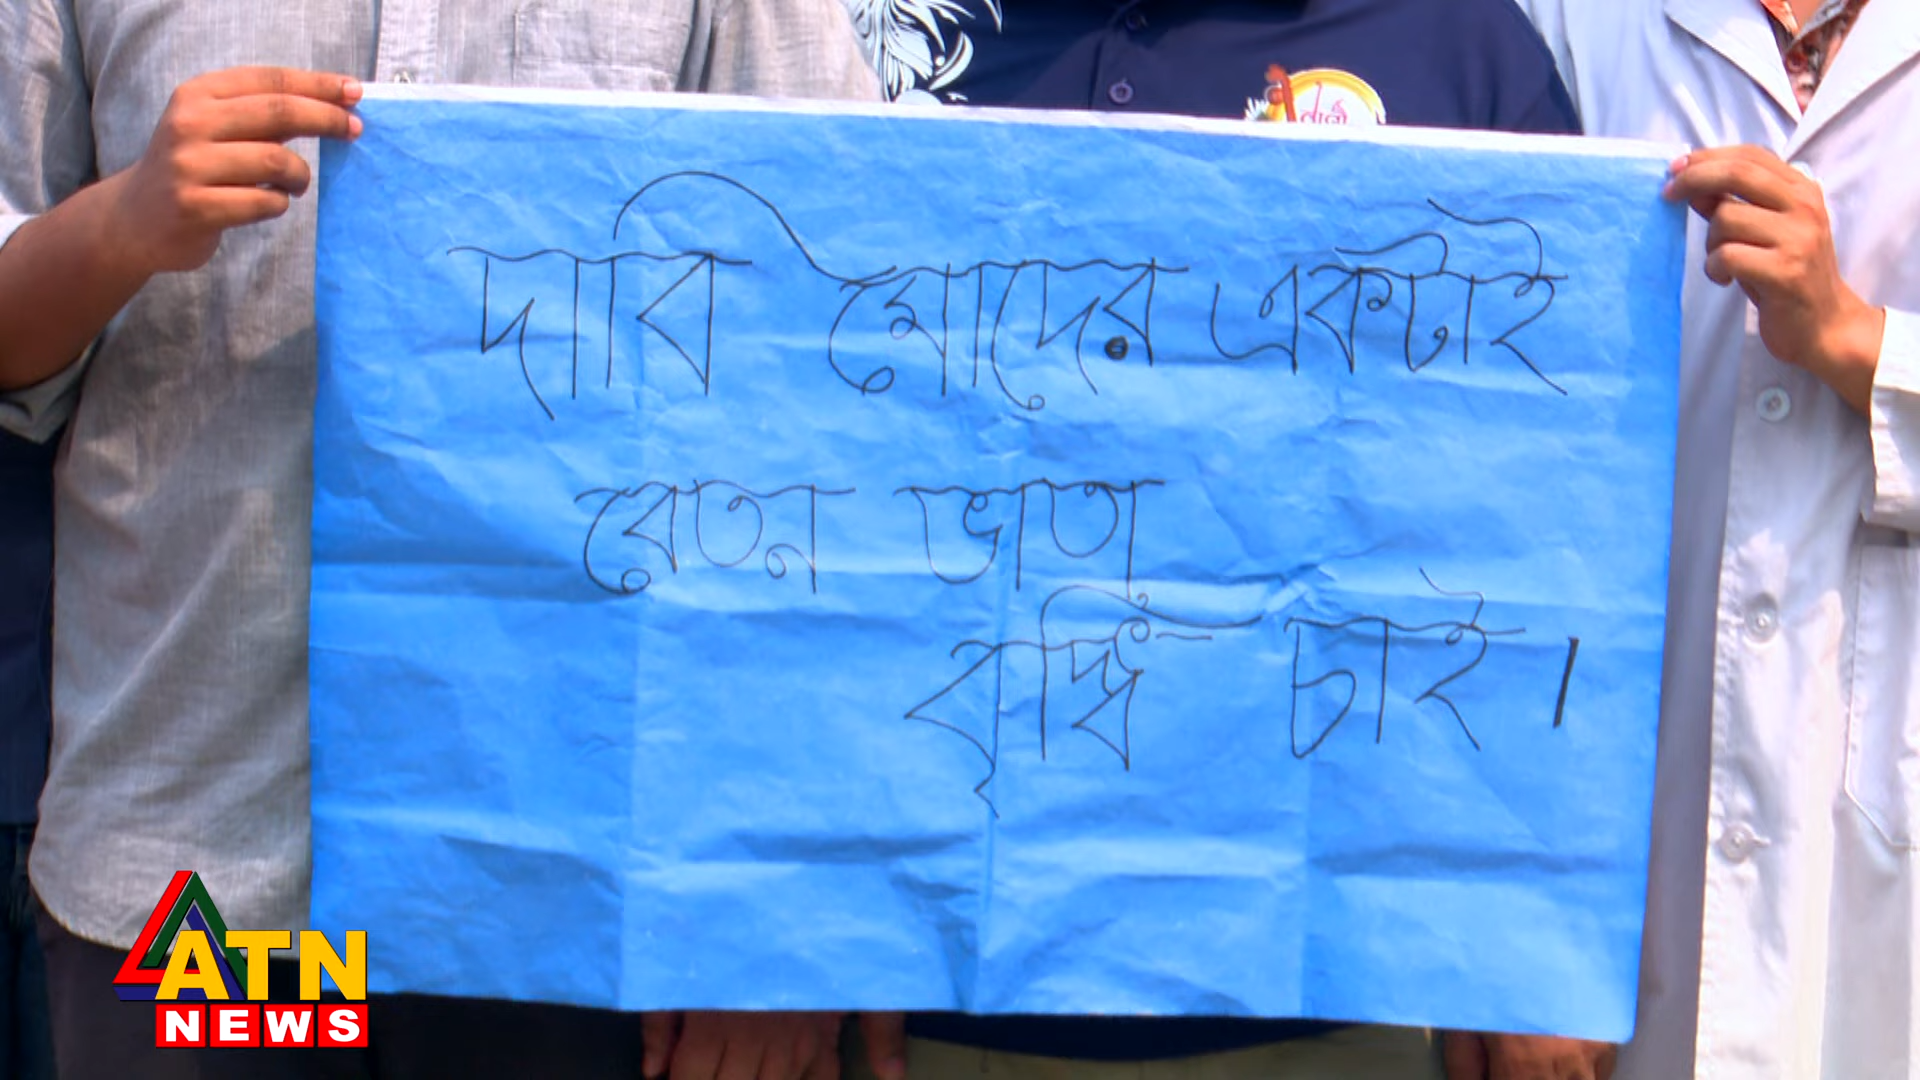 দাবি মোদের একটাই
বেতন ভাতা
বৃদ্ধি চাই।
ATN
NEWS